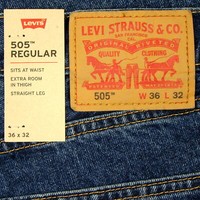 Levi's
505™
REGULAR
SITS AT WAIST
EXTRA ROOM
IN THIGH
STRAIGHT LEG
36 x 32
LEVI STRAUSS & CO.
ORIGINAL RIVETED
QUALITY CLOTHING
505™ W 36 L 32